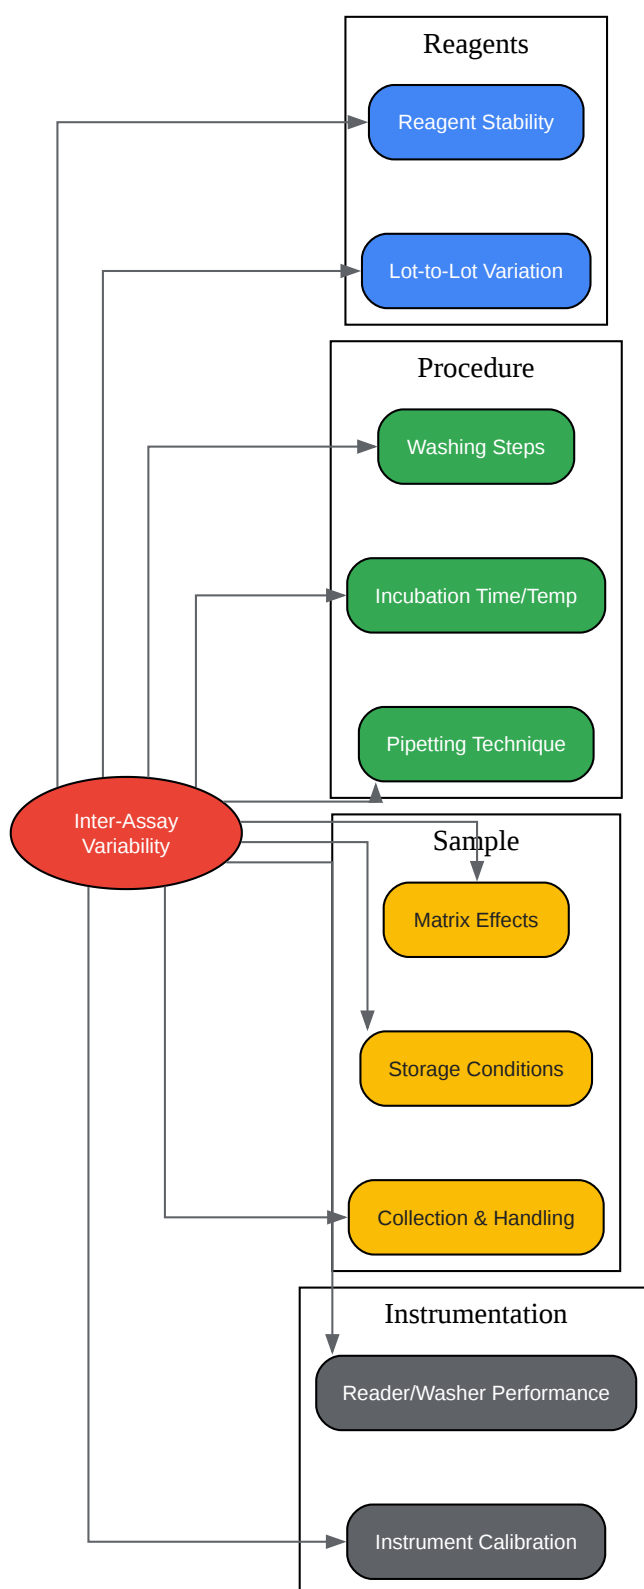 Reagents
Reagent Stability
Lot-to-Lot Variation
Procedure
Washing Steps
Incubation Time/Temp
Pipetting Technique
Inter-Assay
Variability
Sample
Matrix Effects
Storage Conditions
Collection & Handling
Instrumentation
Reader/Washer Performance
Instrument Calibration